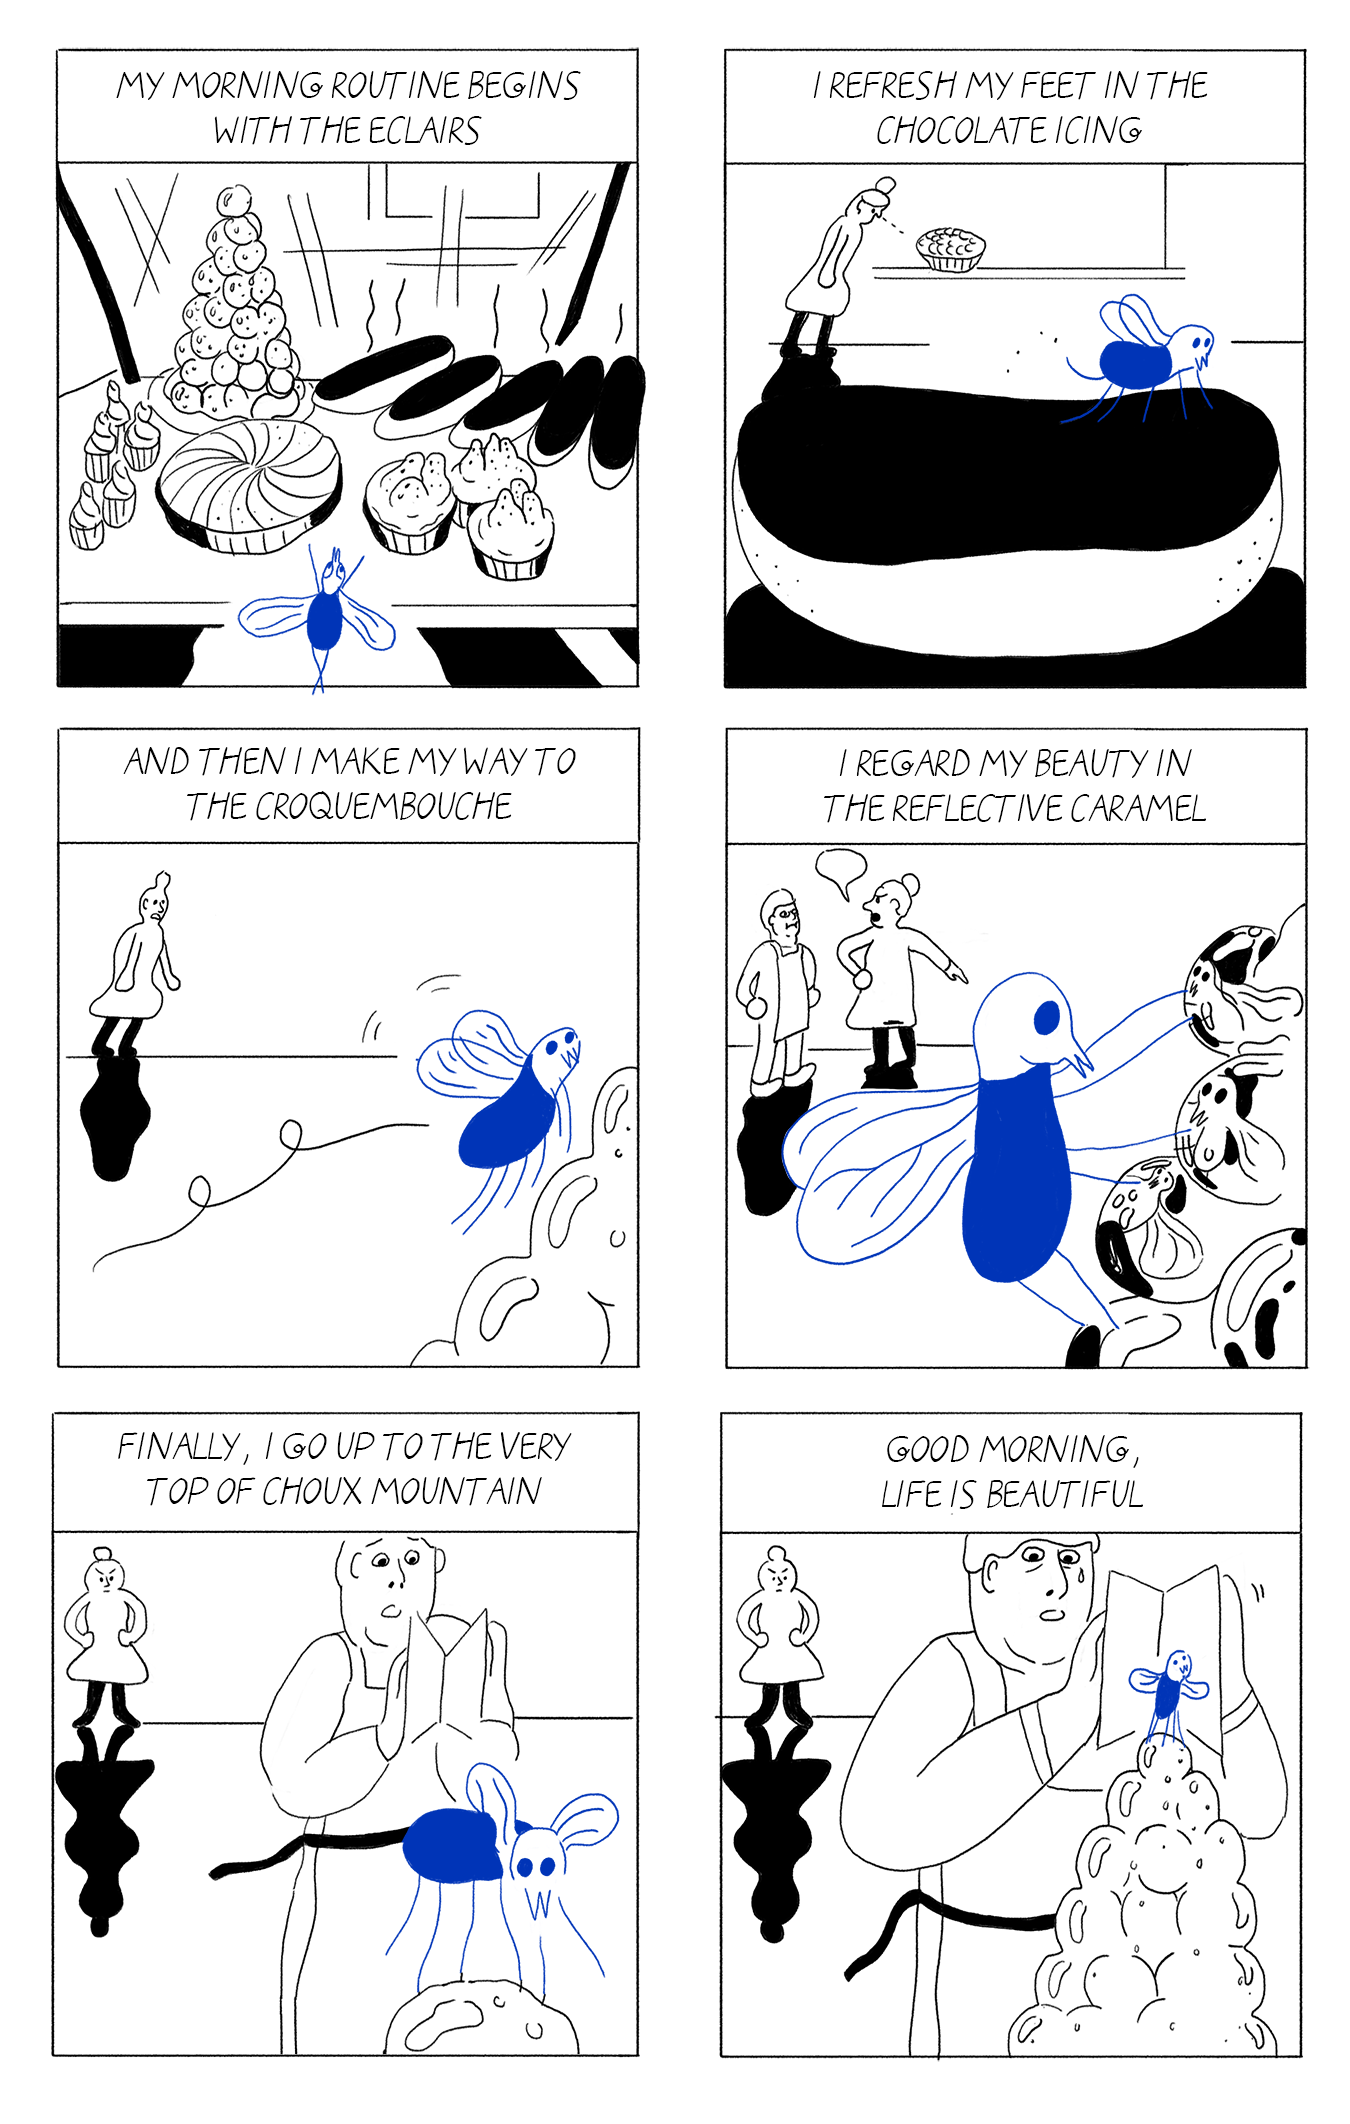 MY MORNING ROUTINE BEGINS
WITH THE ECLAIRS
I REFRESH MY FEET IN THE
CHOCOLATE ICING
AND THEN I MAKE MY WAY TO
THE CROQUEMBOUCHE
I REGARD MY BEAUTY IN
THE REFLECTIVE CARAMEL
FINALLY, I GO UP TO THE VERY
TOP OF CHOUX MOUNTAIN
GOOD MORNING,
LIFE IS BEAUTIFUL